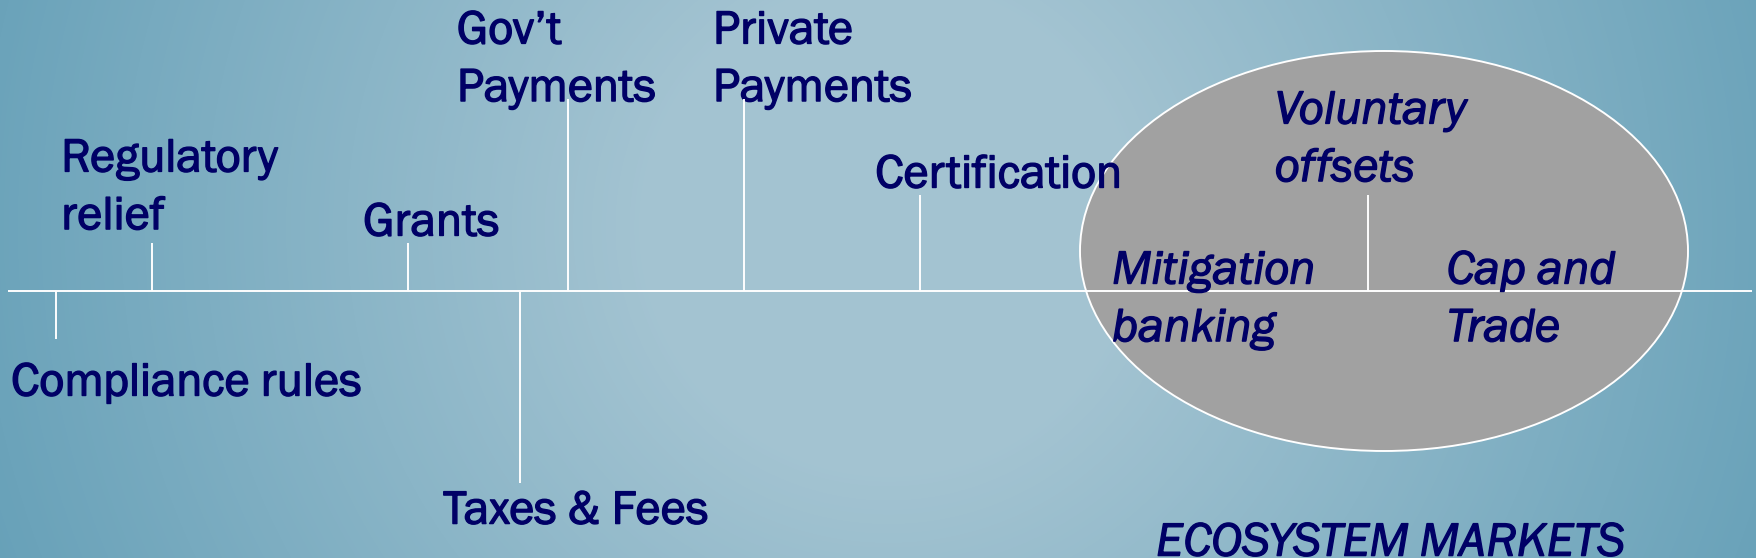 Gov’t
Payments
Private
Payments
Voluntary
offsets
Regulatory
relief
Certification
Grants
Mitigation
banking
Cap and
Trade
Compliance rules
Taxes & Fees
ECOSYSTEM MARKETS